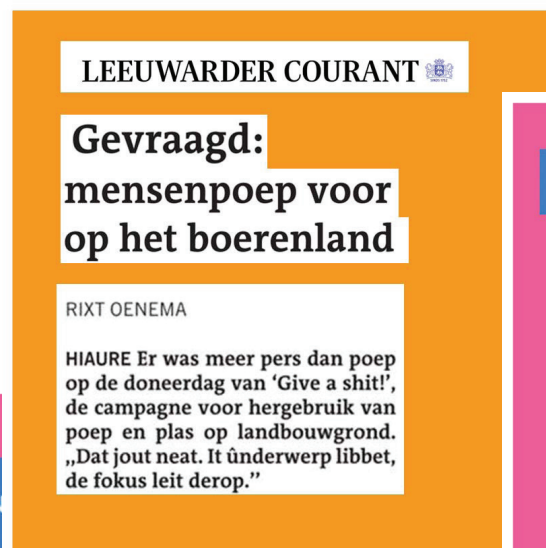 LEEUWARDER COURANT
Gevraagd:
mensenpoep voor
op het boerenland
RIXT OENEMA
HIAURE Er was meer pers dan poep
op de doneerdag van ‘Give a shit!’,
de campagne voor hergebruik van
poep en plas op landbouwgrond.
„Dat jout neat. It ûnderwerp libbet,
de fokus leit derop.”